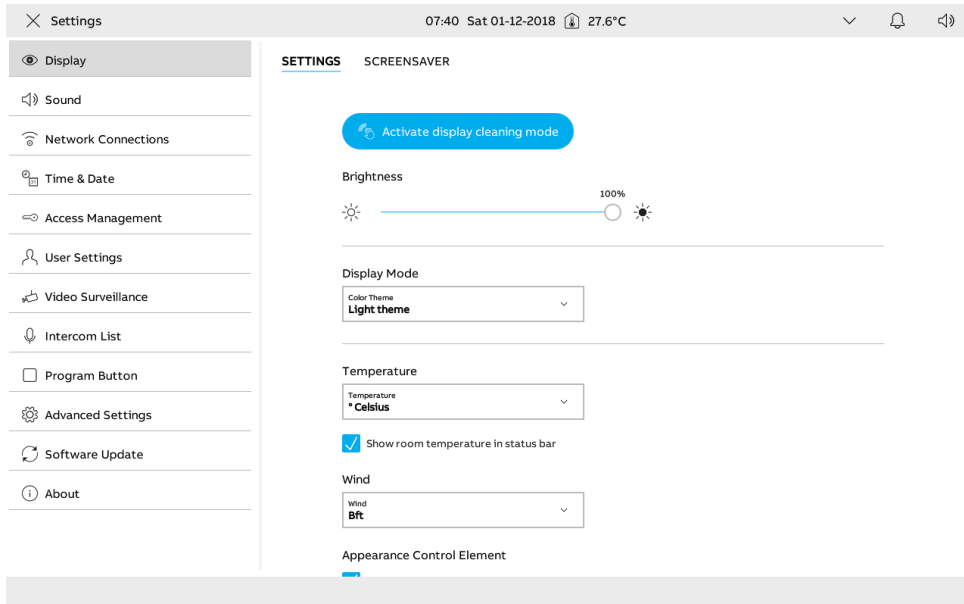 Settings
07:40 Sat 01-12-2018 27.6°C
Display
Sound
Network Connections
Time & Date
Access Management
User Settings
Video Surveillance
Intercom List
Program Button
Advanced Settings
Software Update
About
SETTINGS SCREENSAVER
Activate display cleaning mode
Brightness
100%
Display Mode
Color Theme
Light theme
Temperature
Temperature
° Celsius
Show room temperature in status bar
Wind
Wind
Bft
Appearance Control Element